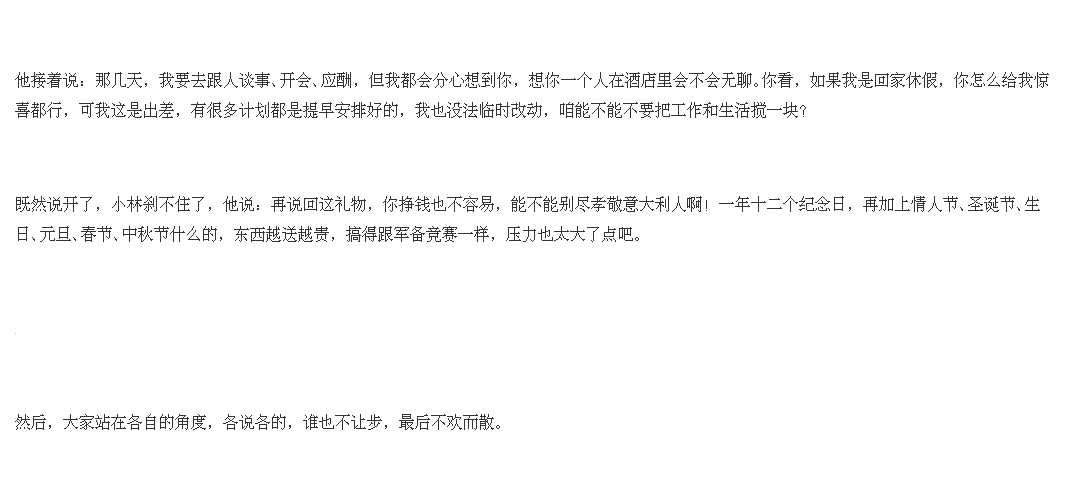 他接着说：那几天，我要去跟人谈事、开会、应酬，但我都会分心想到你，想你一个人在酒店里会不会无聊。你看，如果我是回家休假，你怎么给我惊
喜都行，可我这是出差，有很多计划都是提早安排好的，我也没法临时改动，咱能不能不要把工作和生活搅一块？
既然说开了，小林刹不住了，他说：再说回这礼物，你挣钱也不容易，能不能别尽孝敬意大利人啊！一年十二个纪念日，再加上情人节、圣诞节、生
日、元旦、春节、中秋节什么的，东西越送越贵，搞得跟军备竞赛一样，压力也太大了点吧。
然后，大家站在各自的角度，各说各的，谁也不让步，最后不欢而散。